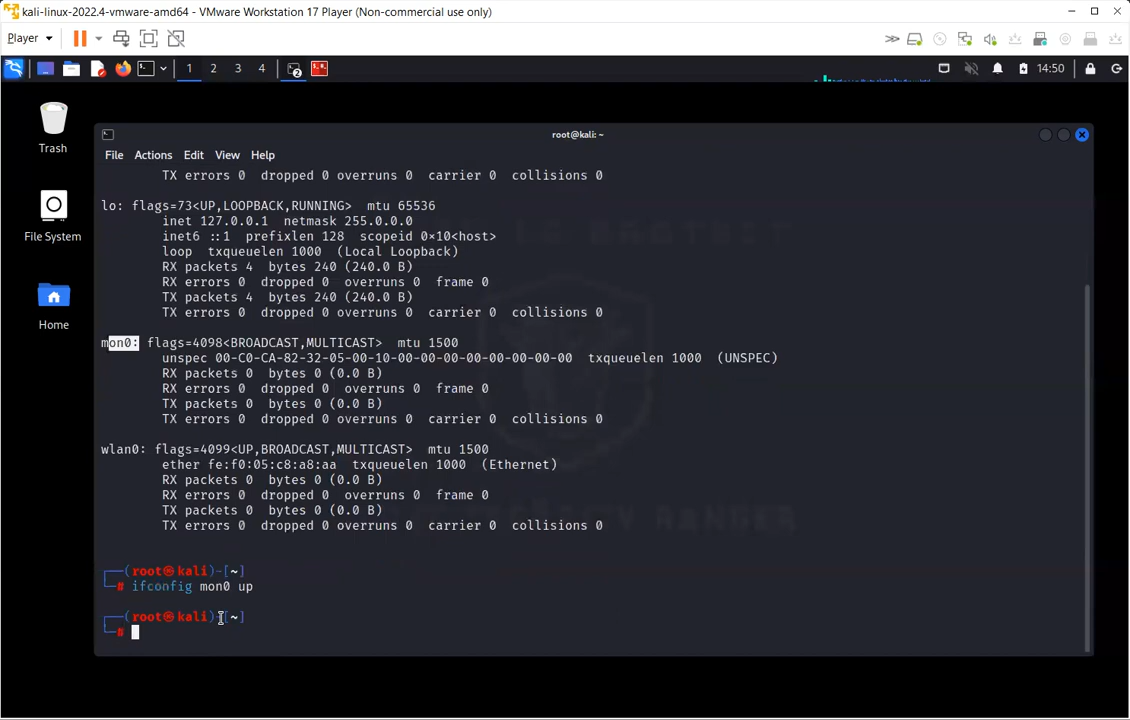 kali-linux-2022.4-vmware-amd64 - VMware Workstation 17 Player (Non-commercial use only)
Player
1 2 3 4 2 14:50
Trash
File System
Home
root@kali: ~
File Actions Edit View Help
TX errors 0 dropped 0 overruns 0 carrier 0 collisions 0
lo: flags=73<UP,LOOPBACK,RUNNING> mtu 65536
inet 127.0.0.1 netmask 255.0.0.0
inet6 ::1 prefixlen 128 scopeid 0×10<host>
loop txqueuelen 1000 (Local Loopback)
RX packets 4 bytes 240 (240.0 B)
RX errors 0 dropped 0 overruns 0 frame 0
TX packets 4 bytes 240 (240.0 B)
TX errors 0 dropped 0 overruns 0 carrier 0 collisions 0
mon0: flags=4098<BROADCAST,MULTICAST> mtu 1500
unspec 00-C0-CA-82-32-05-00-10-00-00-00-00-00-00-00-00 txqueuelen 1000 (UNSPEC)
RX packets 0 bytes 0 (0.0 B)
RX errors 0 dropped 0 overruns 0 frame 0
TX packets 0 bytes 0 (0.0 B)
TX errors 0 dropped 0 overruns 0 carrier 0 collisions 0
wlan0: flags=4099<UP,BROADCAST,MULTICAST> mtu 1500
ether fe:f0:05:c8:a8:aa txqueuelen 1000 (Ethernet)
RX packets 0 bytes 0 (0.0 B)
RX errors 0 dropped 0 overruns 0 frame 0
TX packets 0 bytes 0 (0.0 B)
TX errors 0 dropped 0 overruns 0 carrier 0 collisions 0
(root㉿kali)-[~]
# ifconfig mon0 up
(root㉿kali)-[~]
#